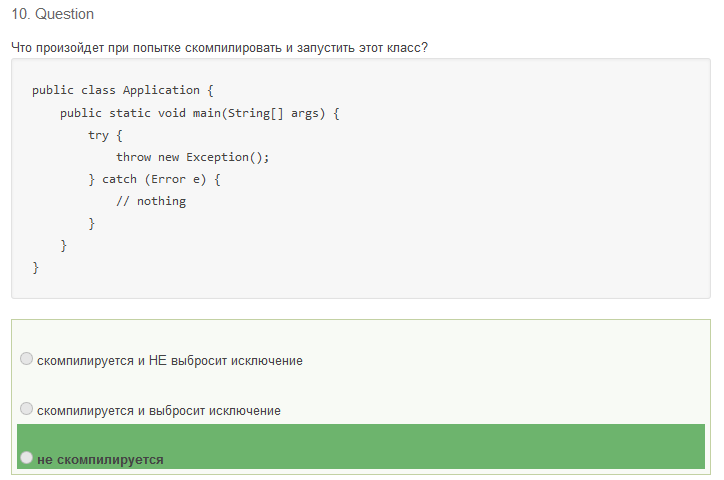 10. Question
Что произойдет при попытке скомпилировать и запустить этот класс?
public class Application {
    public static void main(String[] args) {
        try {
            throw new Exception();
        } catch (Error e) {
            // nothing
        }
    }
}
скомпилируется и НЕ выбросит исключение
скомпилируется и выбросит исключение
не скомпилируется